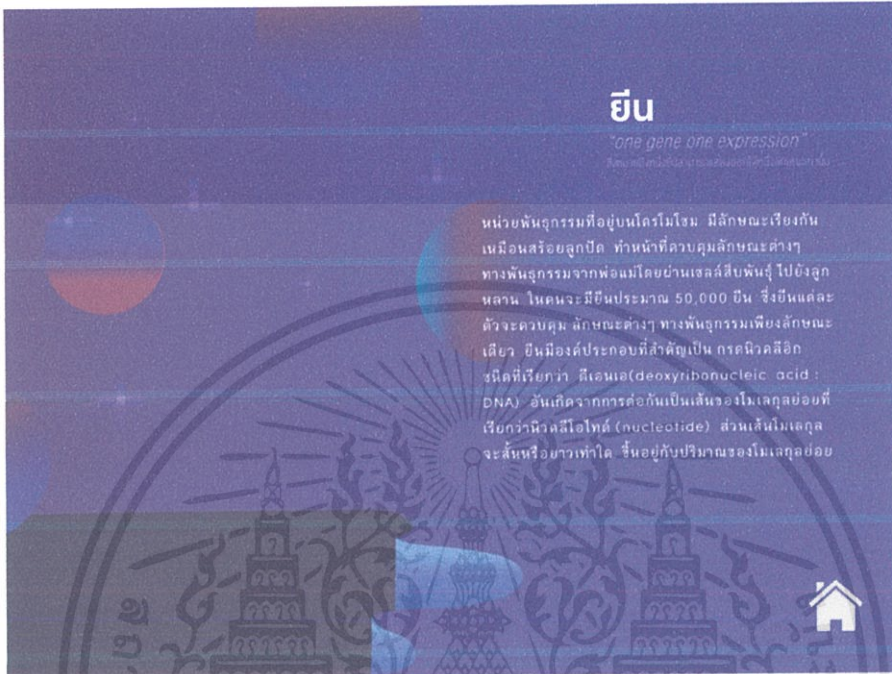 ยีน
"one gene one expression"
หน่วยพันธุกรรมที่อยู่บนโครโมโซม มีลักษณะเรียงกัน
เหมือนสร้อยลูกปัด ทำหน้าที่ควบคุมลักษณะต่างๆ
ทางพันธุกรรมจากพ่อแม่โดยผ่านเซลล์สืบพันธุ์ ไปยังลูก
หลาน ในคนจะมียีนประมาณ 50,000 ยีน ซึ่งยีนแต่ละ
ตัวจะควบคุม ลักษณะต่างๆ ทางพันธุกรรมเพียงลักษณะ
เดียว ยีนมีองค์ประกอบที่สำคัญเป็น กรดนิวคลีอิก
ชนิดที่เรียกว่า ดีเอนเอ(deoxyribonucleic acid :
DNA) อันเกิดจากการต่อกันเป็นเส้นของโมเลกุลย่อยที่
เรียกว่านิวคลีโอไทด์ (nucleotide) ส่วนเส้นโมเลกุล
จะสั้นหรือยาวเท่าใด ขึ้นอยู่กับปริมาณของโมเลกุลย่อย